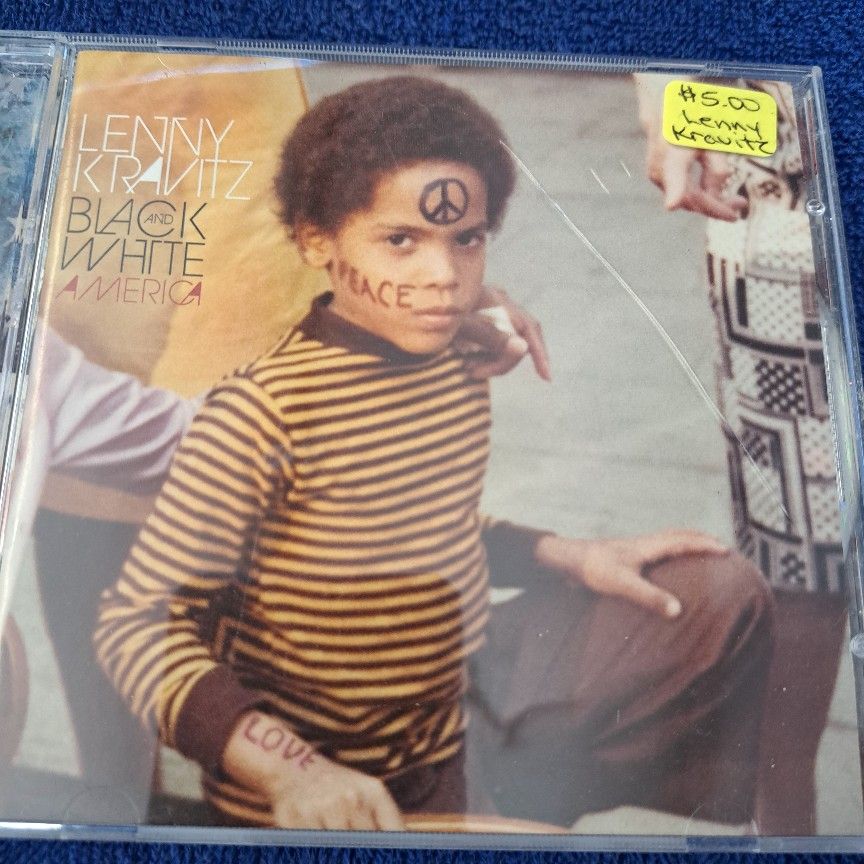 LENNY
KRAVITZ
BLACK AND
WHITE
AMERICA
$5.00
Lenny
Kravitz
PEACE
LOVE